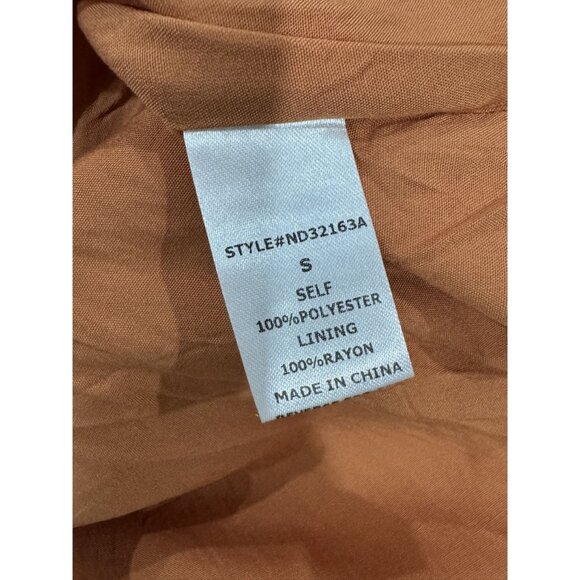 STYLE#ND32163A
S
SELF
100%POLYESTER
LINING
100%RAYON
MADE IN CHINA